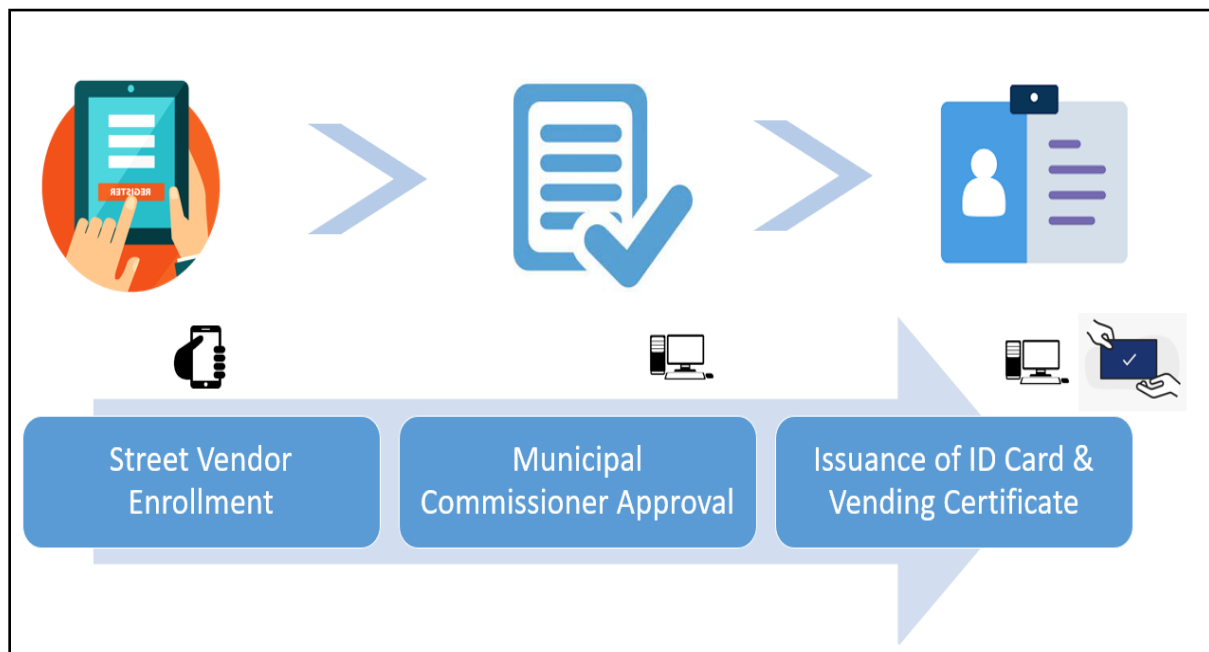 REGISTER
Street Vendor
Enrollment
Municipal
Commissioner Approval
Issuance of ID Card &
Vending Certificate